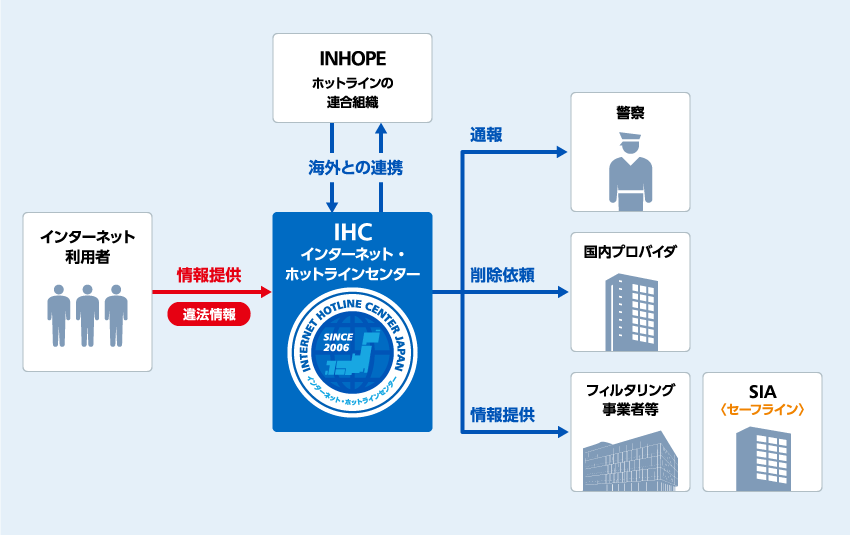 INHOPE
ホットラインの
連合組織
海外との連携
インターネット
利用者
情報提供
違法情報
IHC
インターネット・
ホットラインセンター
INTERNET HOTLINE CENTER JAPAN
SINCE
2006
インターネット・ホットラインセンター
通報
警察
削除依頼
国内プロバイダ
情報提供
フィルタリング
事業者等
SIA
〈セーフライン〉